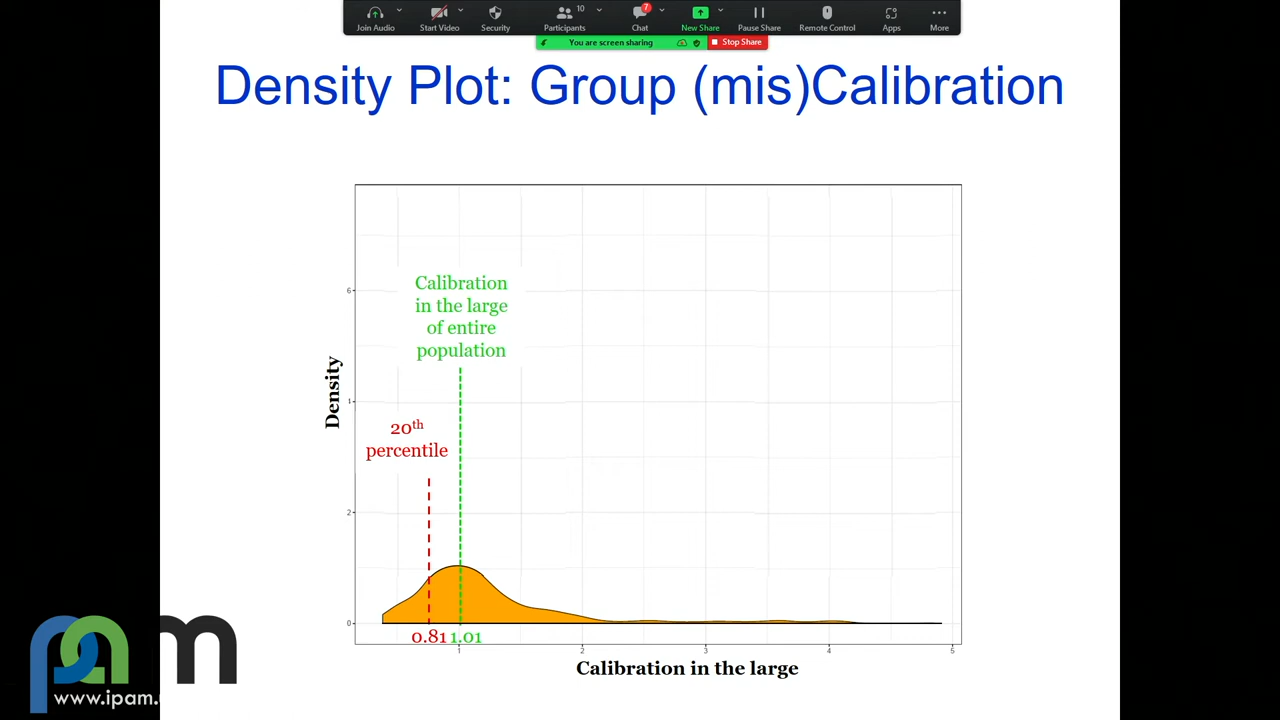 10
7
Join Audio
Start Video
Security
Participants
Chat
New Share
Pause Share
Remote Control
Apps
More
You are screen sharing
Stop Share
Density Plot: Group (mis)Calibration
Calibration
in the large
of entire
population
20th
percentile
Density
6
4
2
0
0.81 1.01
1
2
3
4
5
Calibration in the large
pam
www.ipam.